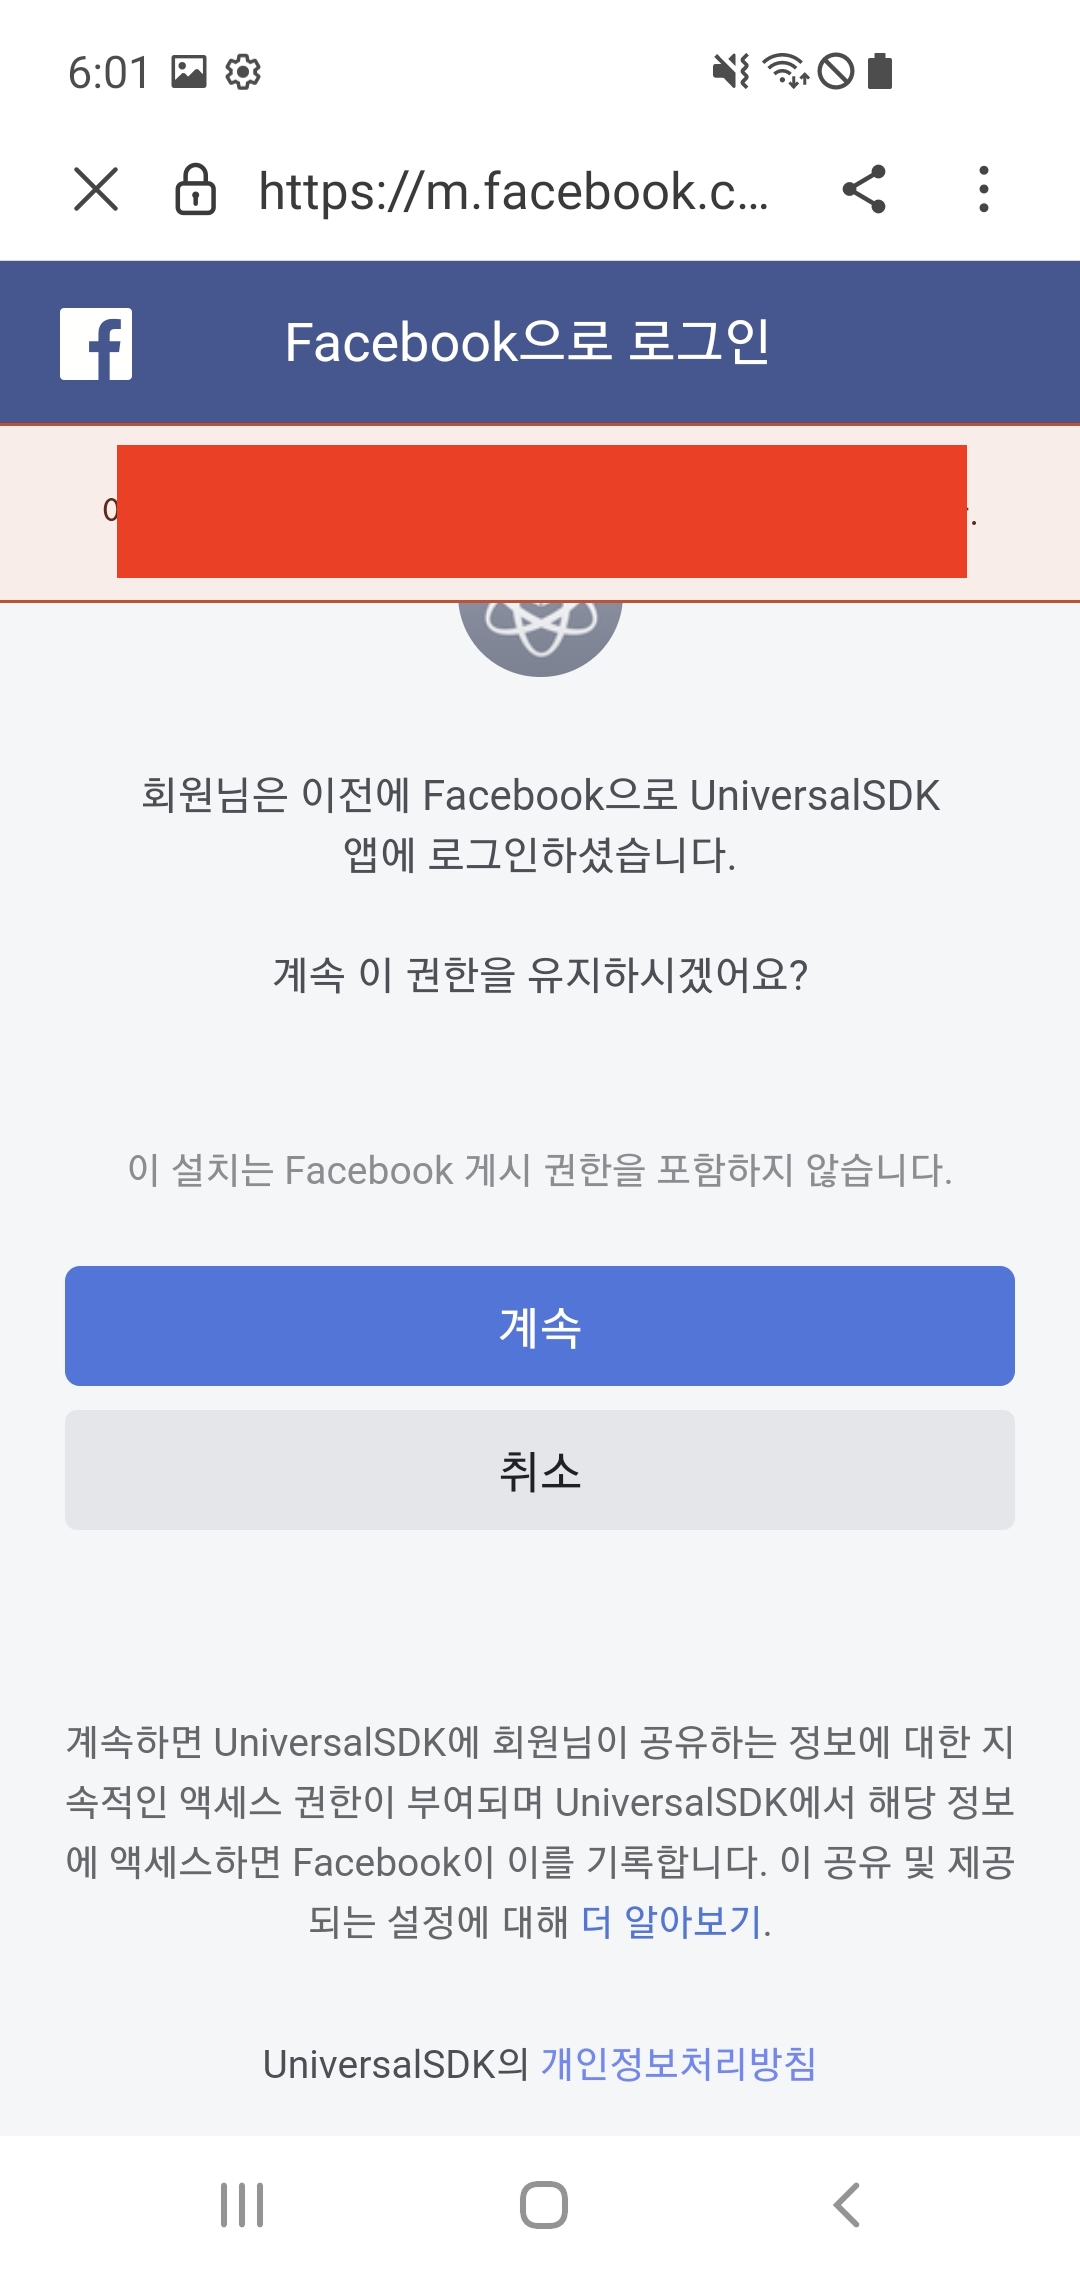 6:01
https://m.facebook.c...
Facebook으로 로그인
회원님은 이전에 Facebook으로 UniversalSDK
앱에 로그인하셨습니다.
계속 이 권한을 유지하시겠어요?
이 설치는 Facebook 게시 권한을 포함하지 않습니다.
계속
취소
계속하면 UniversalSDK에 회원님이 공유하는 정보에 대한 지
속적인 액세스 권한이 부여되며 UniversalSDK에서 해당 정보
에 액세스하면 Facebook이 이를 기록합니다. 이 공유 및 제공
되는 설정에 대해 더 알아보기.
UniversalSDK의 개인정보처리방침